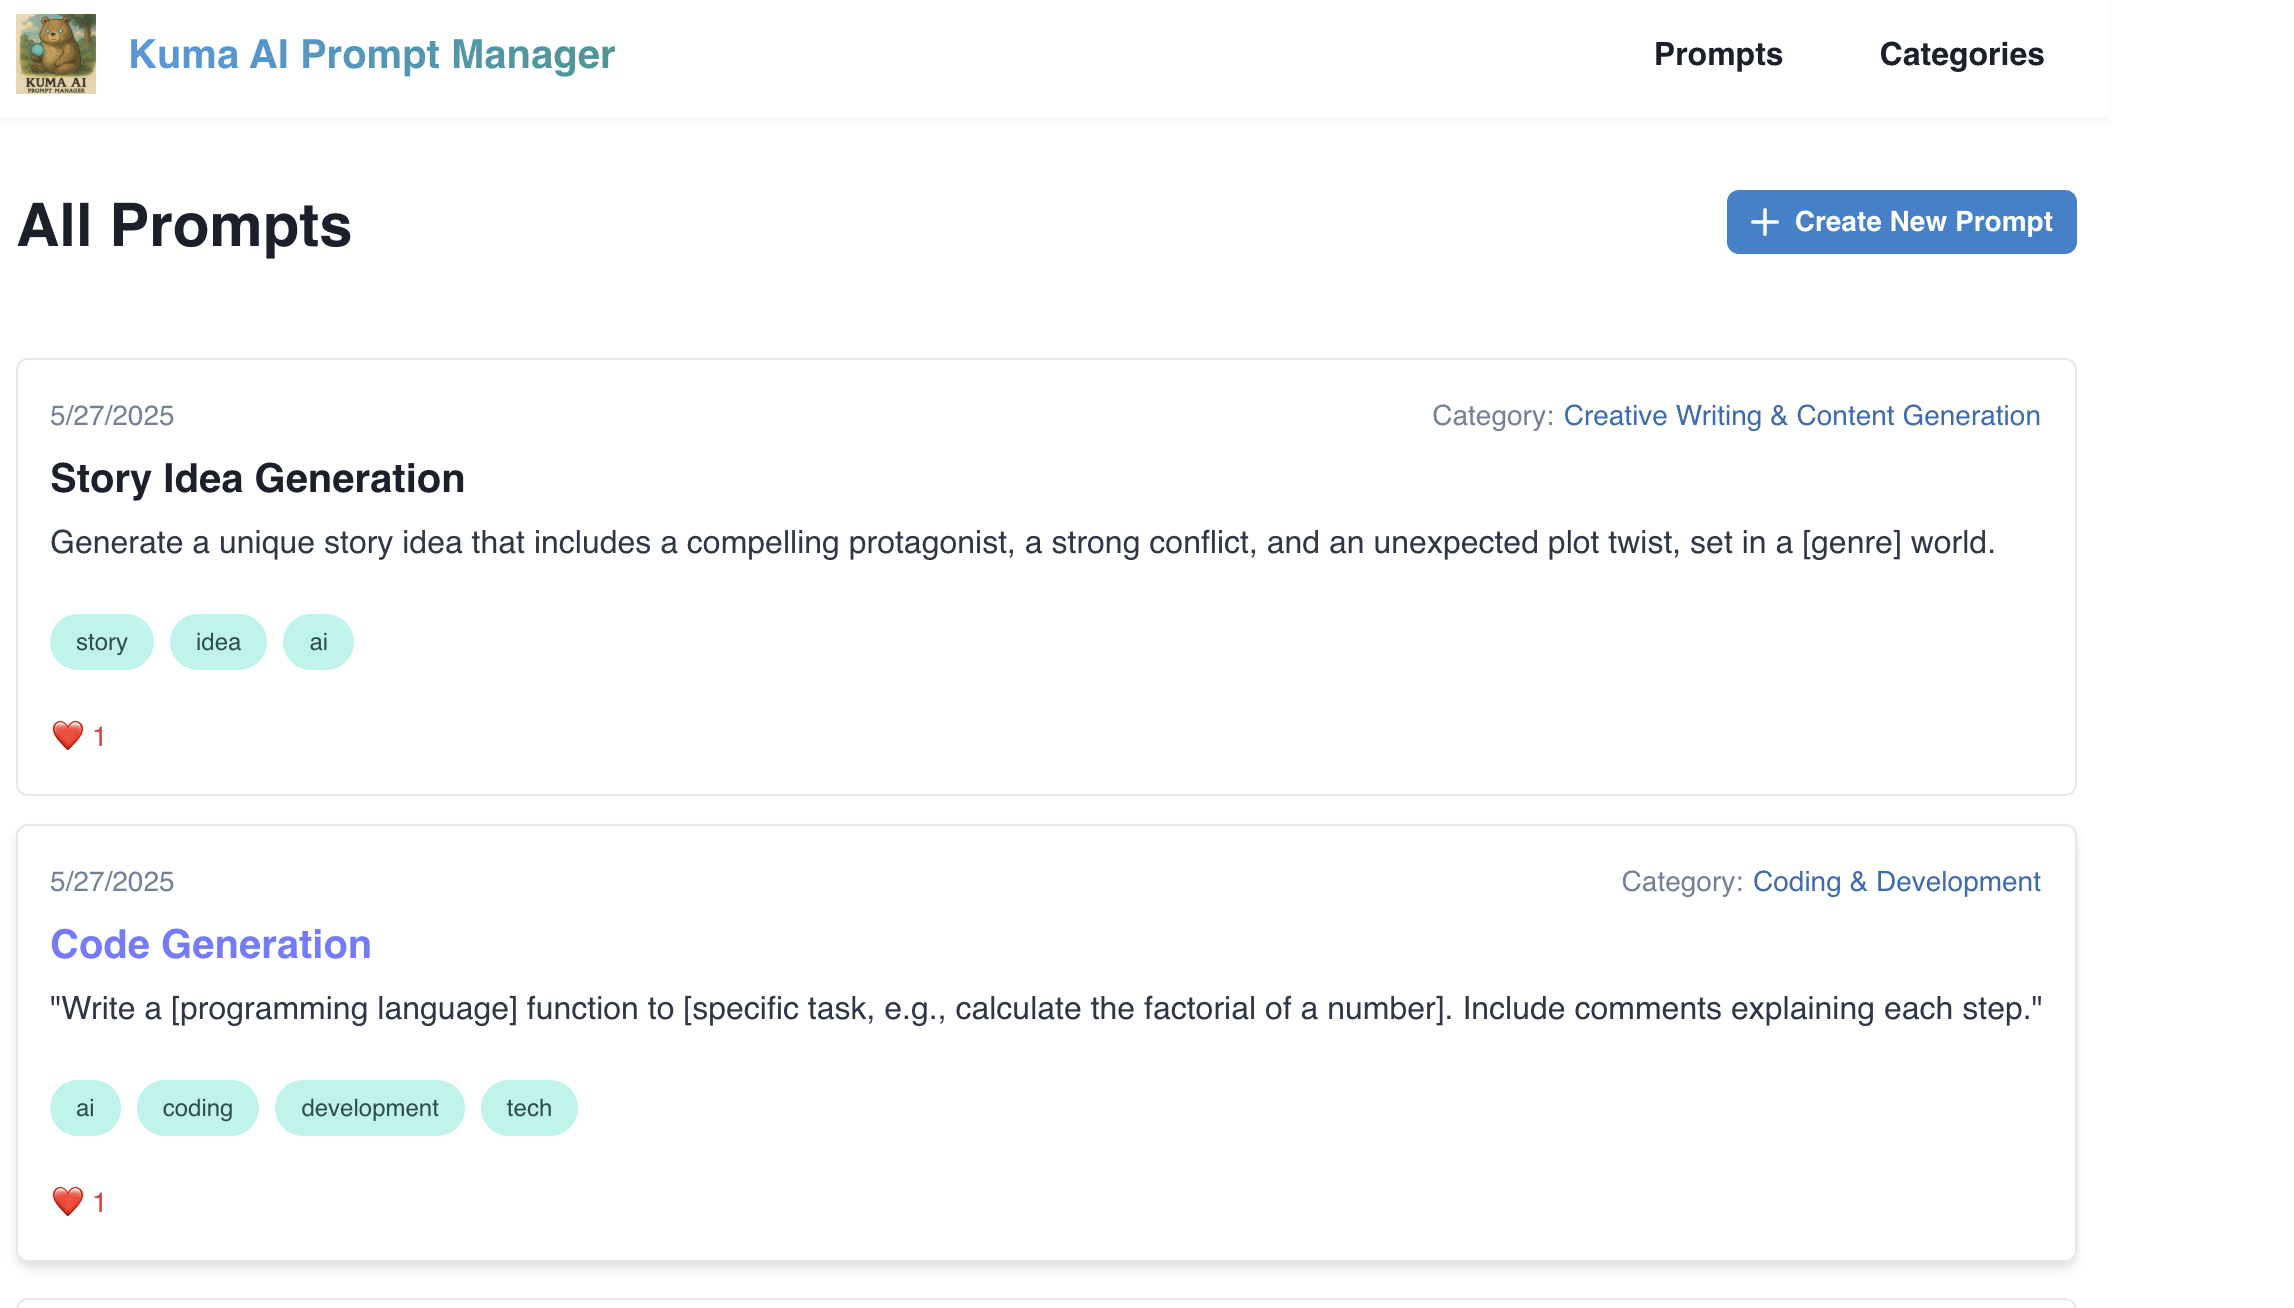 KUMA AI
PROMPT MANAGER
Kuma AI Prompt Manager
Prompts
Categories
All Prompts
Create New Prompt
5/27/2025
Category: Creative Writing & Content Generation
Story Idea Generation
Generate a unique story idea that includes a compelling protagonist, a strong conflict, and an unexpected plot twist, set in a [genre] world.
story
idea
ai
1
5/27/2025
Category: Coding & Development
Code Generation
"Write a [programming language] function to [specific task, e.g., calculate the factorial of a number]. Include comments explaining each step."
ai
coding
development
tech
1